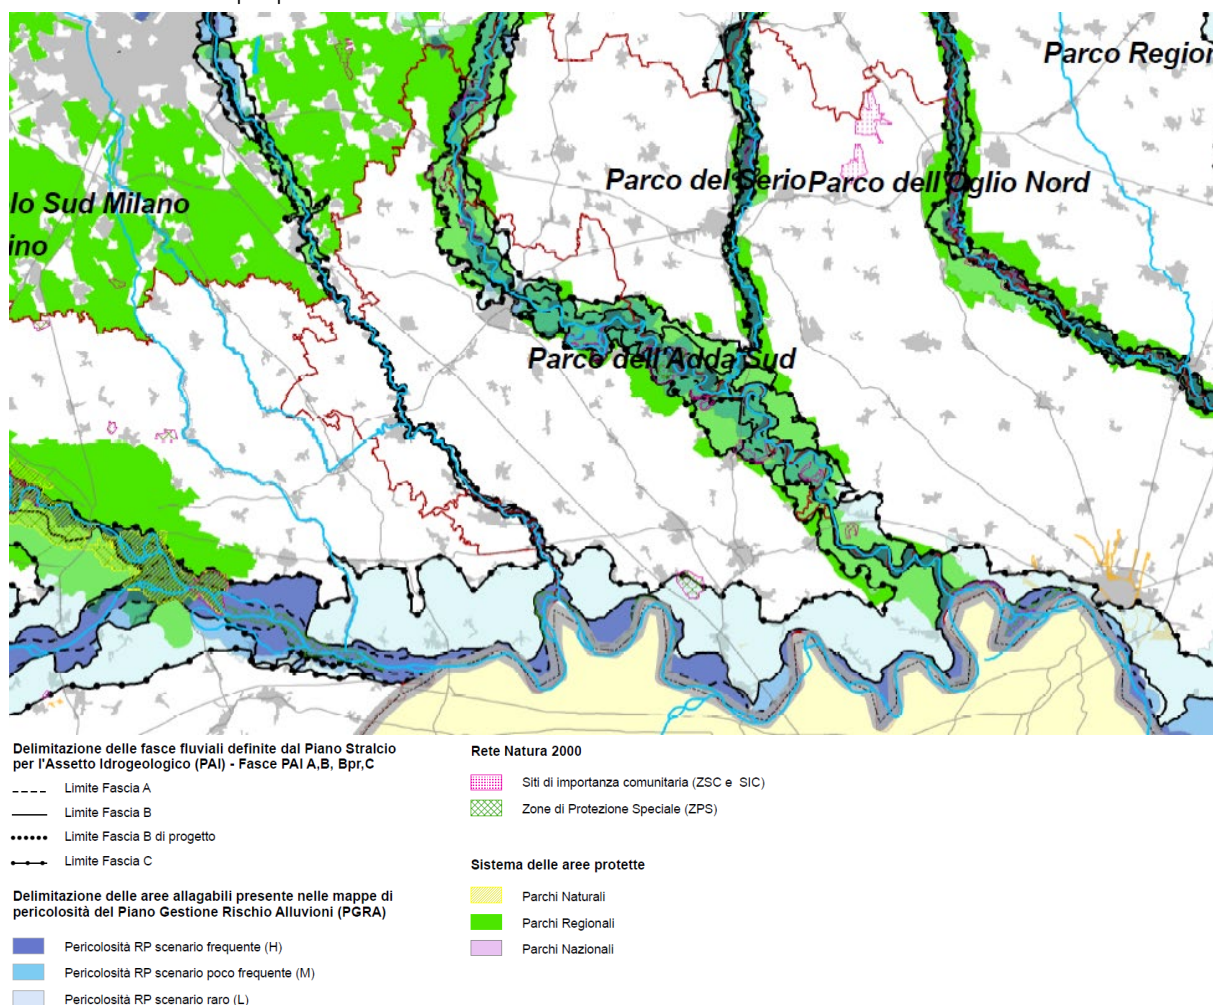 Parco Region
Parco del Serio
Parco dell'Oglio Nord
lo Sud Milano
ino
Parco dell'Adda Sud
Delimitazione delle fasce fluviali definite dal Piano Stralcio
per l'Assetto Idrogeologico (PAI) - Fasce PAI A,B, Bpr,C
Limite Fascia A
Limite Fascia B
Limite Fascia B di progetto
Limite Fascia C
Delimitazione delle aree allagabili presente nelle mappe di
pericolosità del Piano Gestione Rischio Alluvioni (PGRA)
Pericolosità RP scenario frequente (H)
Pericolosità RP scenario poco frequente (M)
Pericolosità RP scenario raro (L)
Rete Natura 2000
Siti di importanza comunitaria (ZSC e SIC)
Zone di Protezione Speciale (ZPS)
Sistema delle aree protette
Parchi Naturali
Parchi Regionali
Parchi Nazionali